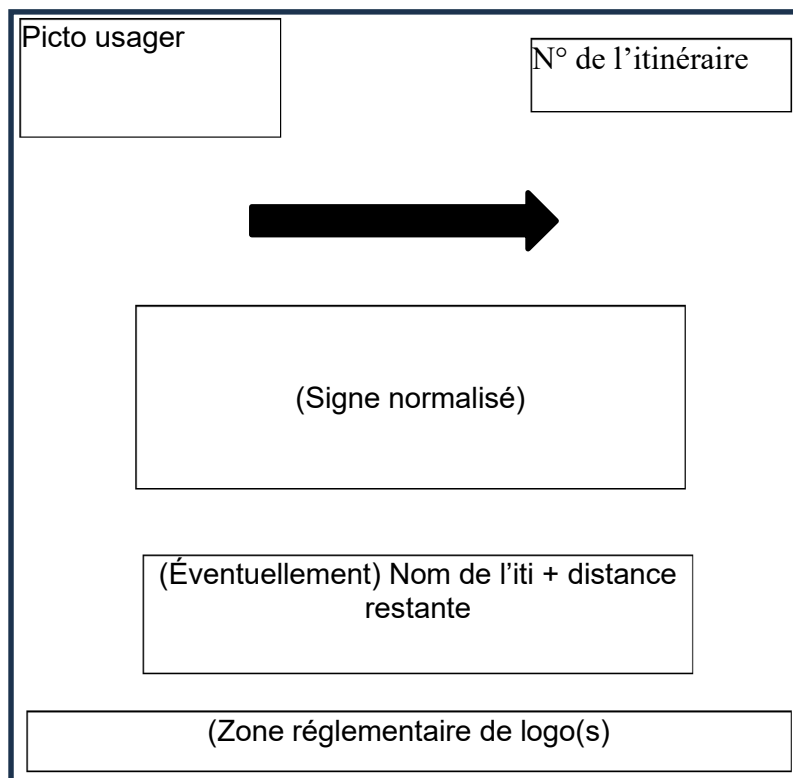 Picto usager
N° de l’itinéraire
(Signe normalisé)
(Éventuellement) Nom de l’iti + distance
restante
(Zone réglementaire de logo(s)